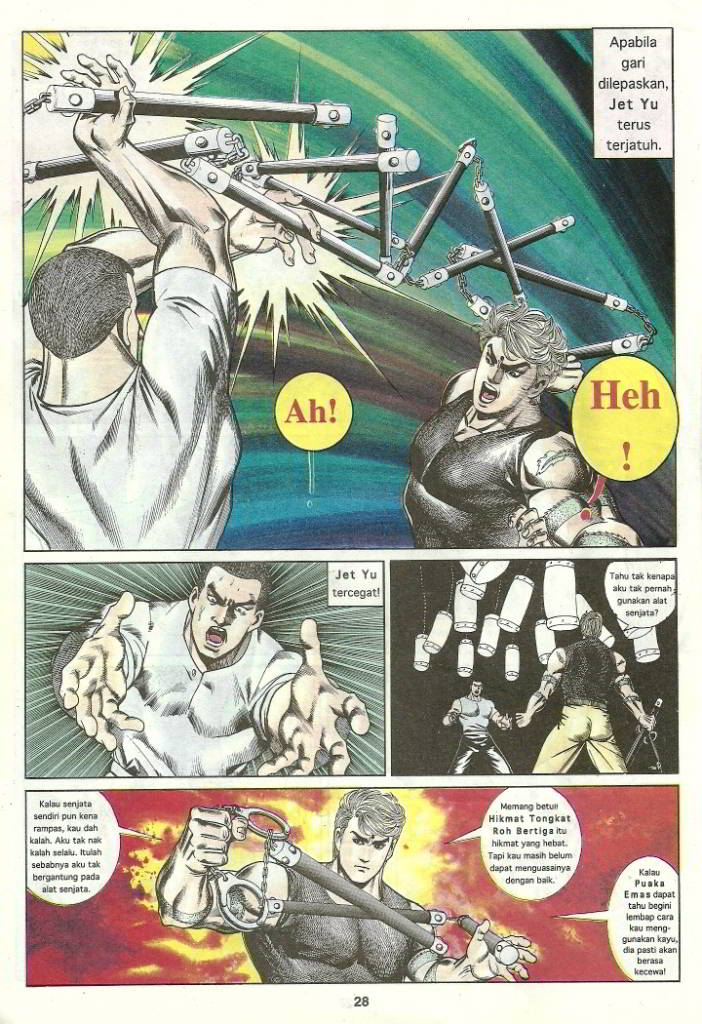 Apabila
gari
dilepaskan,
Jet Yu
terus
terjatuh.
Ah!
Heh
!
Jet Yu
tercegat!
Tahu tak kenapa
aku tak pernah
gunakan alat
senjata?
Kalau senjata
sendiri pun kena
rampas, kau dah
kalah. Aku tak nak
kalah selalu. Itulah
sebabnya aku tak
bergantung pada
alat senjata.
Memang betul!
Hikmat Tongkat
Roh Bertiga itu
hikmat yang hebat.
Tapi kau masih belum
dapat menguasainya
dengan baik.
Kalau
Puaka
Emas dapat
tahu begini
lembap cara
kau meng-
gunakan kayu,
dia pasti akan
berasa
kecewa!
28